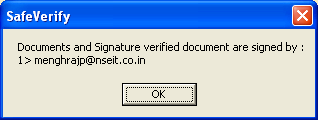 SafeVerify
Documents and Signature verified document are signed by :
1> menghrajp@nseit.co.in
OK